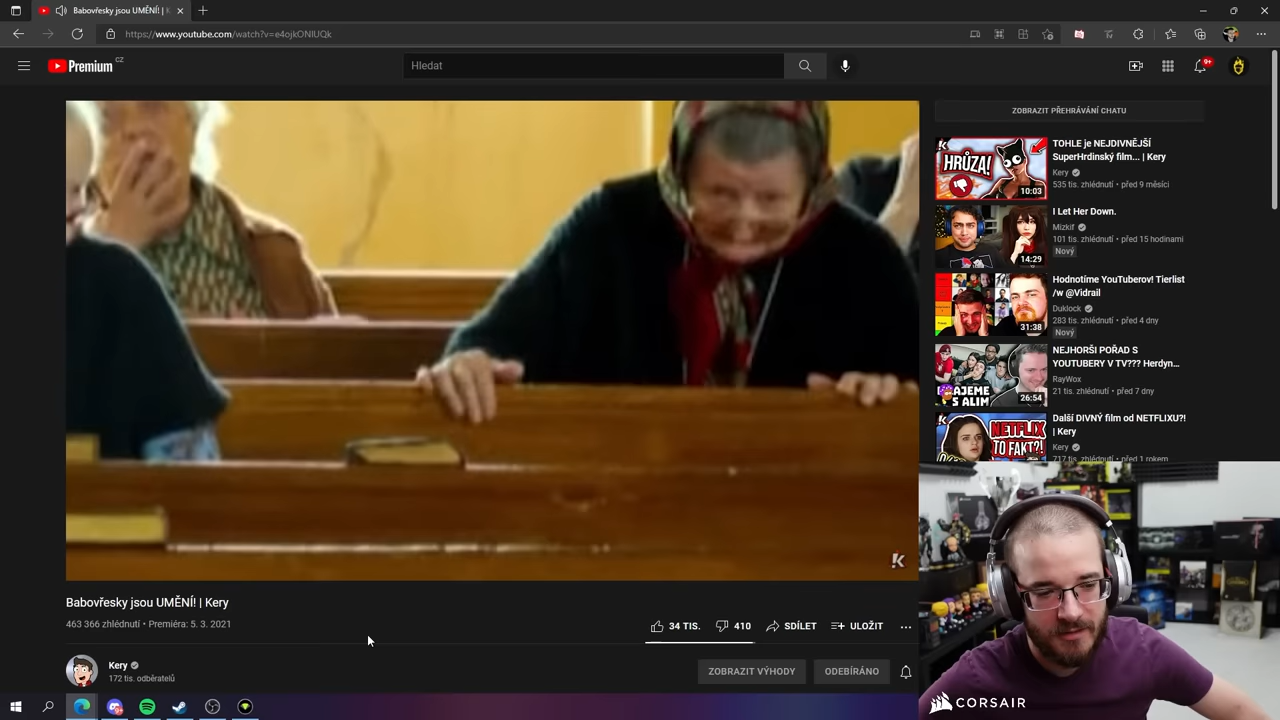 Babovřesky jsou UMĚNÍ! | K
https://www.youtube.com/watch?v=e4ojkONIUQk
Premium CZ
Hledat
9+
ZOBRAZIT PŘEHRÁVÁNÍ CHATU
HRŮZA!
10:03
TOHLE je NEJDIVNĚJŠÍ
SuperHrdinský film... | Kery
Kery
535 tis. zhlédnutí • před 9 měsíci
14:29
I Let Her Down.
Mizkif
101 tis. zhlédnutí • před 15 hodinami
Nový
31:38
Hodnotíme YouTuberov! Tierlist
/w @Vidrail
Duklock
283 tis. zhlédnutí • před 4 dny
Nový
AJEME
S ALIM
26:54
NEJHORŠI POŘAD S
YOUTUBERY V TV??? Herdyn...
RayWox
21 tis. zhlédnutí • před 7 dny
NETFLIX
TO FAKT?!
Další DIVNÝ film od NETFLIXU?!
| Kery
Kery
717 tis. zhlédnutí • před 1 rokem
Babovřesky jsou UMĚNÍ! | Kery
463 366 zhlédnutí • Premiéra: 5. 3. 2021
34 TIS.
410
SDÍLET
ULOŽIT
Kery
172 tis. odběratelů
ZOBRAZIT VÝHODY
ODEBÍRÁNO
CORSAIR